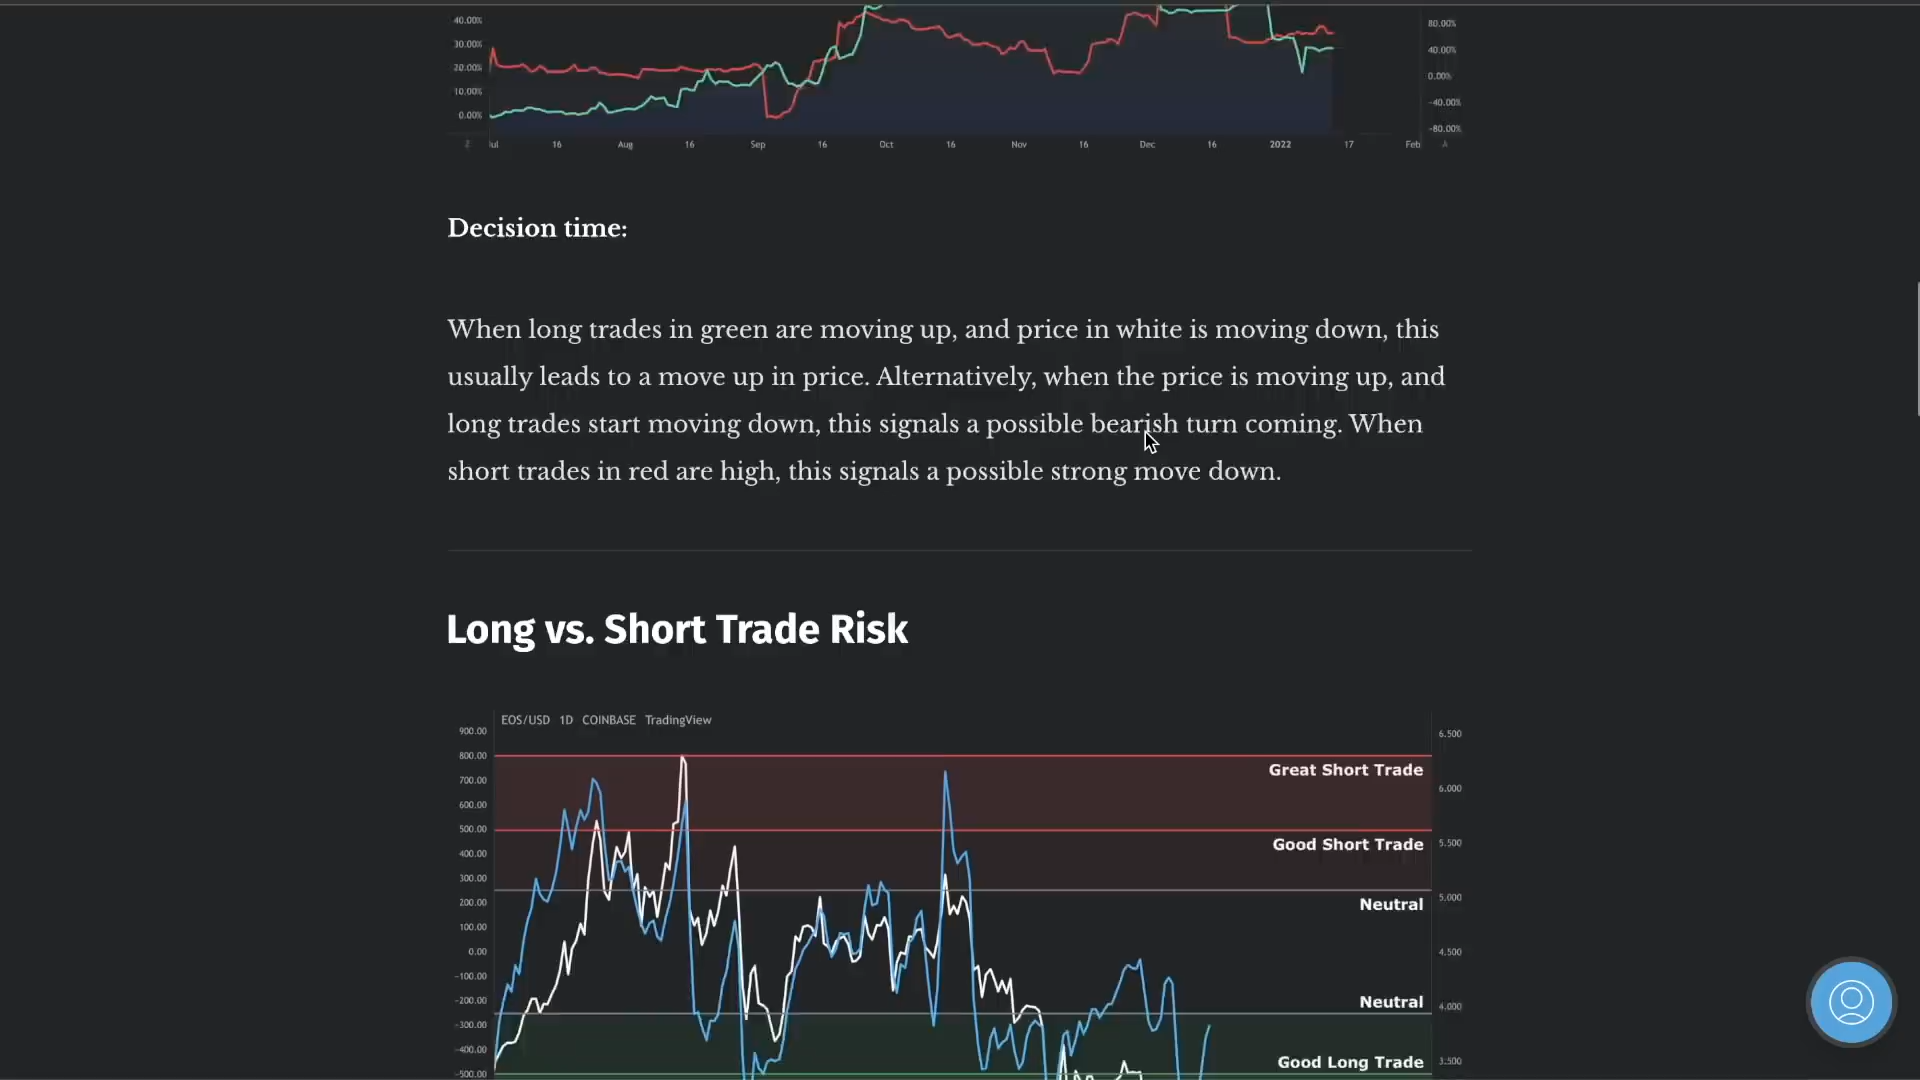 40.00%
30.00%
20.00%
10.00%
0.00%
80.00%
40.00%
0.00%
-40.00%
-80.00%
Z Jul 16 Aug 16 Sep 16 Oct 16 Nov 16 Dec 16 2022 17 Feb A
Decision time:
When long trades in green are moving up, and price in white is moving down, this
usually leads to a move up in price. Alternatively, when the price is moving up, and
long trades start moving down, this signals a possible bearish turn coming. When
short trades in red are high, this signals a possible strong move down.
Long vs. Short Trade Risk
EOS/USD 1D COINBASE TradingView
900.00
800.00
700.00
600.00
500.00
400.00
300.00
200.00
100.00
0.00
-100.00
-200.00
-300.00
-400.00
-500.00
Great Short Trade
Good Short Trade
Neutral
Neutral
Good Long Trade
6.500
6.000
5.500
5.000
4.500
4.000
3.500